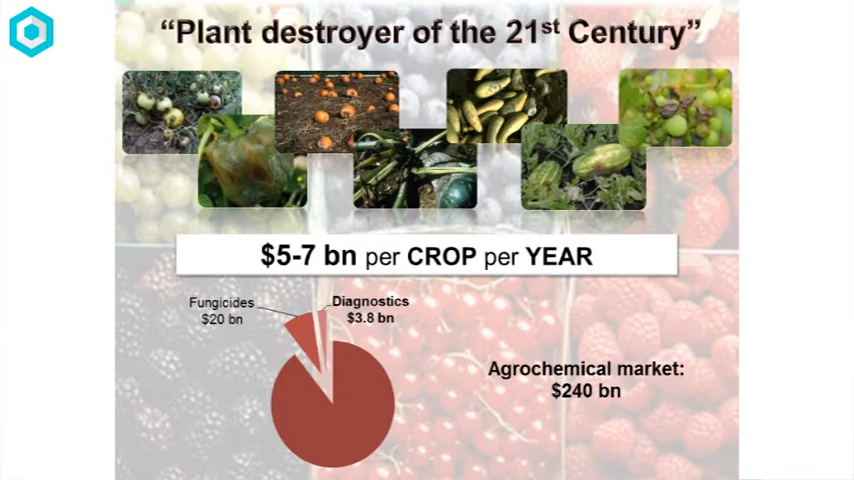 “Plant destroyer of the 21st Century”
$5-7 bn per CROP per YEAR
Fungicides
$20 bn
Diagnostics
$3.8 bn
Agrochemical market:
$240 bn